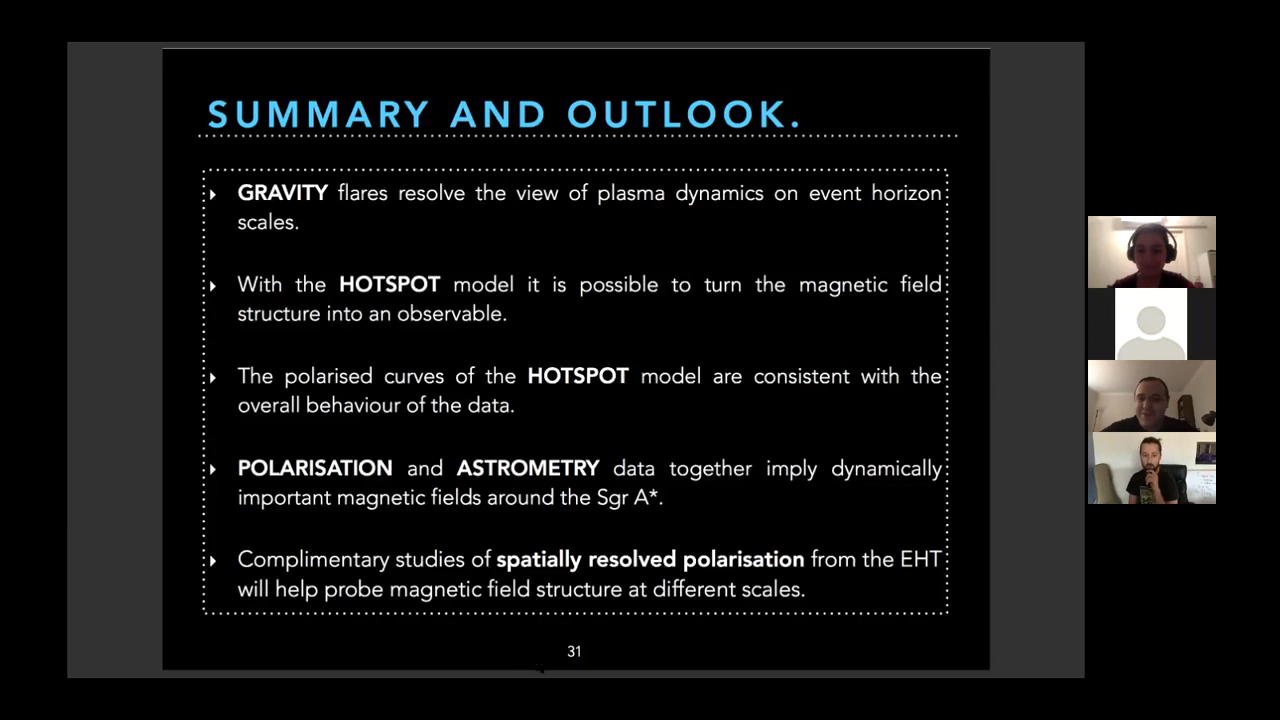 SUMMARY AND OUTLOOK.
GRAVITY flares resolve the view of plasma dynamics on event horizon
scales.
With the HOTSPOT model it is possible to turn the magnetic field
structure into an observable.
The polarised curves of the HOTSPOT model are consistent with the
overall behaviour of the data.
POLARISATION and ASTROMETRY data together imply dynamically
important magnetic fields around the Sgr A*.
Complimentary studies of spatially resolved polarisation from the EHT
will help probe magnetic field structure at different scales.
31